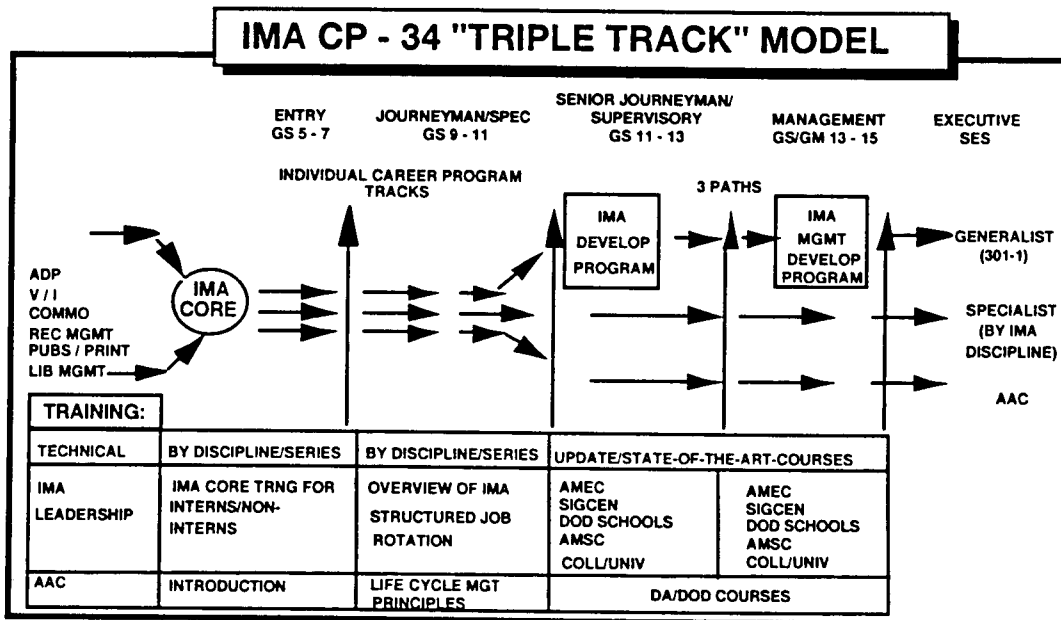 IMA CP - 34 "TRIPLE TRACK" MODEL
ENTRY
GS 5 - 7
JOURNEYMAN/SPEC
GS 9 - 11
SENIOR JOURNEYMAN/
SUPERVISORY
GS 11 - 13
MANAGEMENT
GS/GM 13 - 15
EXECUTIVE
SES
INDIVIDUAL CAREER PROGRAM
TRACKS
3 PATHS
ADP
V / I
COMMO
REC MGMT
PUBS / PRINT
LIB MGMT
IMA
CORE
IMA
DEVELOP
PROGRAM
IMA
MGMT
DEVELOP
PROGRAM
GENERALIST
(301-1)
SPECIALIST
(BY IMA
DISCIPLINE)
AAC
TRAINING:
TECHNICAL
BY DISCIPLINE/SERIES
BY DISCIPLINE/SERIES
UPDATE/STATE-OF-THE-ART-COURSES
IMA
LEADERSHIP
IMA CORE TRNG FOR
INTERNS/NON-
INTERNS
OVERVIEW OF IMA
STRUCTURED JOB
ROTATION
AMEC
SIGCEN
DOD SCHOOLS
AMSC
COLL/UNIV
AMEC
SIGCEN
DOD SCHOOLS
AMSC
COLL/UNIV
AAC
INTRODUCTION
LIFE CYCLE MGT
PRINCIPLES
DA/DOD COURSES